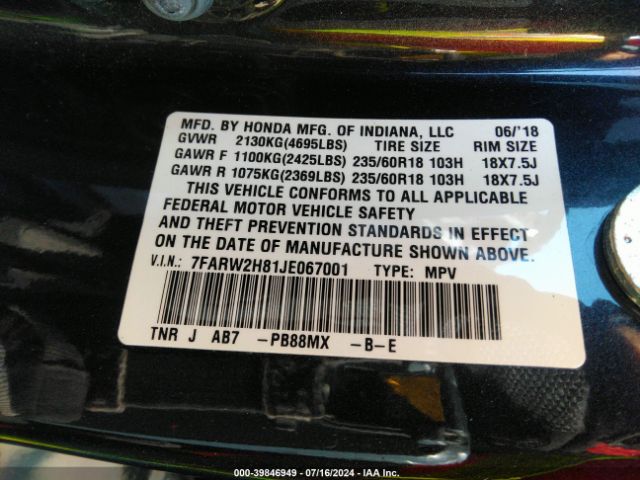 MFD. BY HONDA MFG. OF INDIANA, LLC 06/'18
GVWR 2130KG(4695LBS) TIRE SIZE RIM SIZE
GAWR F 1100KG(2425LBS) 235/60R18 103H 18X7.5J
GAWR R 1075KG(2369LBS) 235/60R18 103H 18X7.5J
THIS VEHICLE CONFORMS TO ALL APPLICABLE
FEDERAL MOTOR VEHICLE SAFETY
AND THEFT PREVENTION STANDARDS IN EFFECT
ON THE DATE OF MANUFACTURE SHOWN ABOVE.
V.I.N.: 7FARW2H81JE067001 TYPE: MPV
TNR J AB7 -PB88MX -B-E
000-39846949 - 07/16/2024 - IAA Inc.